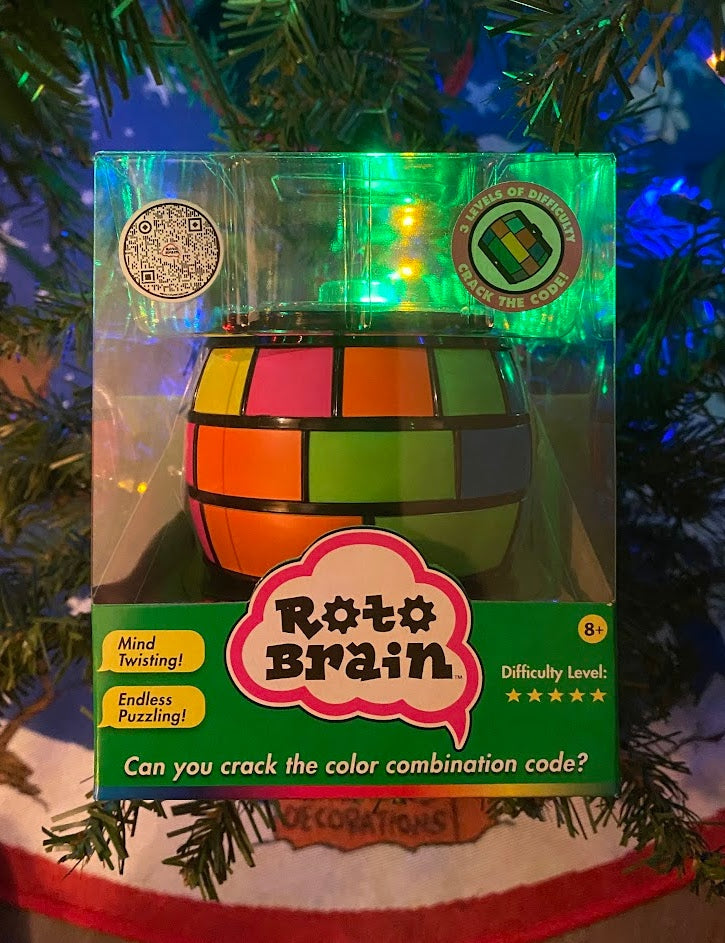 3 LEVELS OF DIFFICULTY
CRACK THE CODE!
Roto
Brain™
Mind
Twisting!
Endless
Puzzling!
8+
Difficulty Level:
Can you crack the color combination code?
DECORATIONS